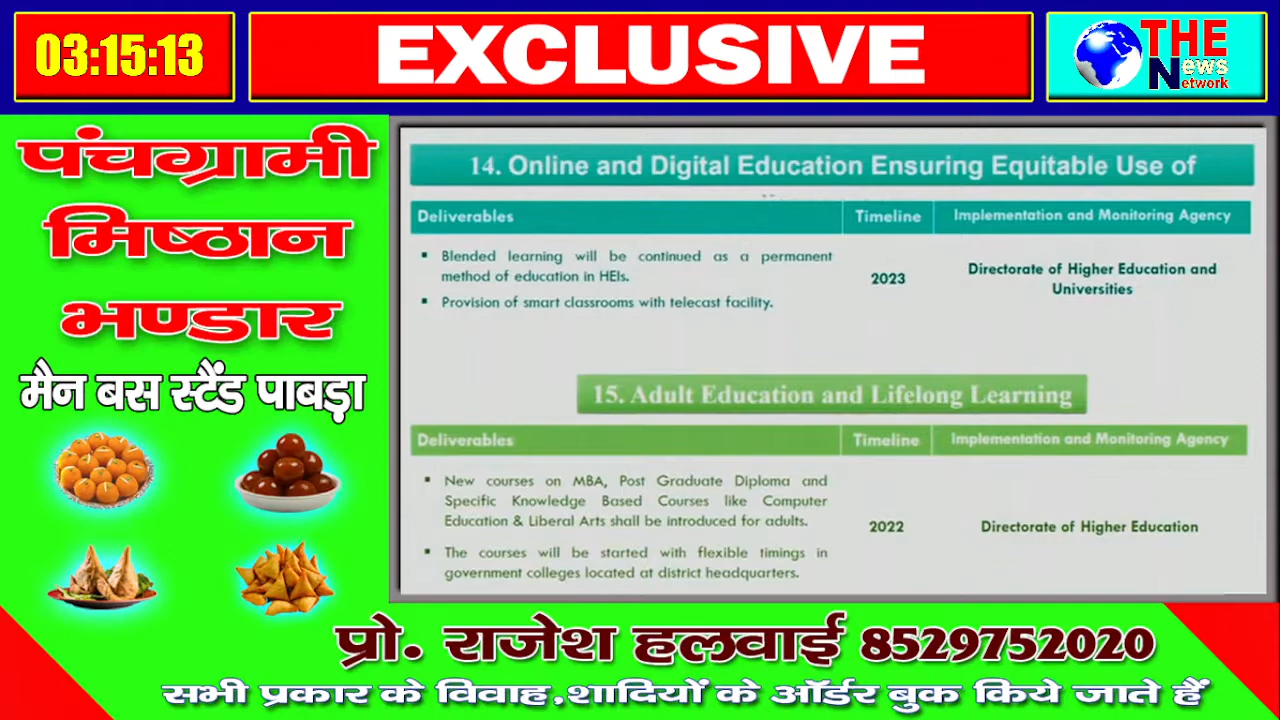 03:15:13
EXCLUSIVE
THE
News
Network
पंचग्रामी
मिष्ठान
भण्डार
मैन बस स्टैंड पाबड़ा
14. Online and Digital Education Ensuring Equitable Use of
Deliverables Timeline Implementation and Monitoring Agency
▪ Blended learning will be continued as a permanent
method of education in HEIs.
▪ Provision of smart classrooms with telecast facility.
2023
Directorate of Higher Education and
Universities
15. Adult Education and Lifelong Learning
Deliverables Timeline Implementation and Monitoring Agency
▪ New courses on MBA, Post Graduate Diploma and
Specific Knowledge Based Courses like Computer
Education & Liberal Arts shall be introduced for adults.
▪ The courses will be started with flexible timings in
government colleges located at district headquarters.
2022
Directorate of Higher Education
प्रो. राजेश हलवाई 8529752020
सभी प्रकार के विवाह,शादियों के ऑर्डर बुक किये जाते हैं